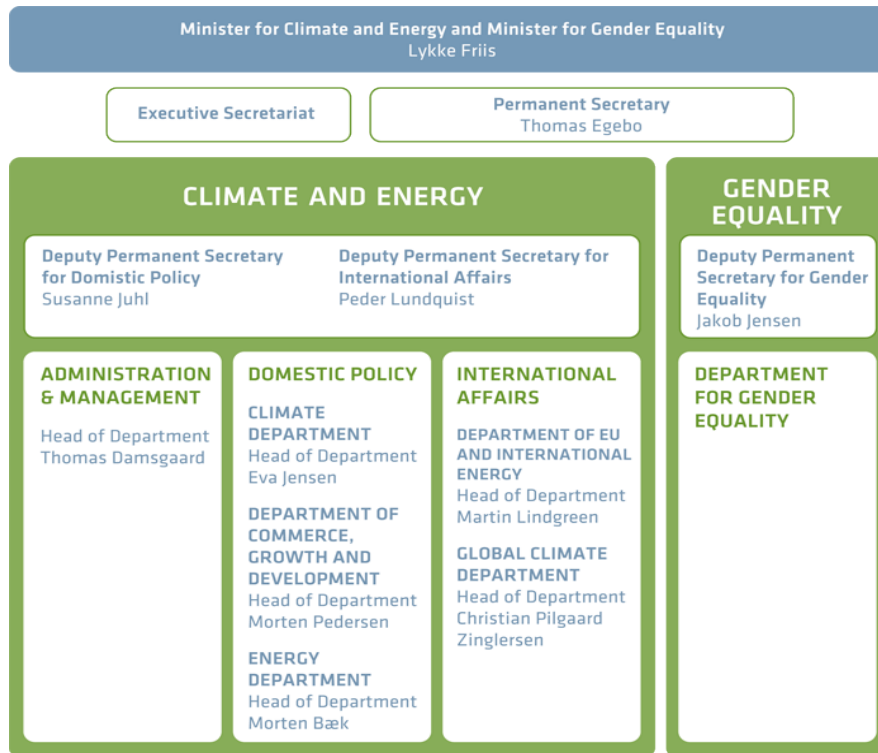 Minister for Climate and Energy and Minister for Gender Equality
Lykke Friis
Executive Secretariat
Permanent Secretary
Thomas Egebo
CLIMATE AND ENERGY
Deputy Permanent Secretary
for Domistic Policy
Susanne Juhl
Deputy Permanent Secretary for
International Affairs
Peder Lundquist
ADMINISTRATION
& MANAGEMENT
Head of Department
Thomas Damsgaard
DOMESTIC POLICY
CLIMATE
DEPARTMENT
Head of Department
Eva Jensen
DEPARTMENT OF
COMMERCE,
GROWTH AND
DEVELOPMENT
Head of Department
Morten Pedersen
ENERGY
DEPARTMENT
Head of Department
Morten Bæk
INTERNATIONAL
AFFAIRS
DEPARTMENT OF EU
AND INTERNATIONAL
ENERGY
Head of Department
Martin Lindgreen
GLOBAL CLIMATE
DEPARTMENT
Head of Department
Christian Pilgaard
Zinglersen
GENDER
EQUALITY
Deputy Permanent
Secretary for Gender
Equality
Jakob Jensen
DEPARTMENT
FOR GENDER
EQUALITY